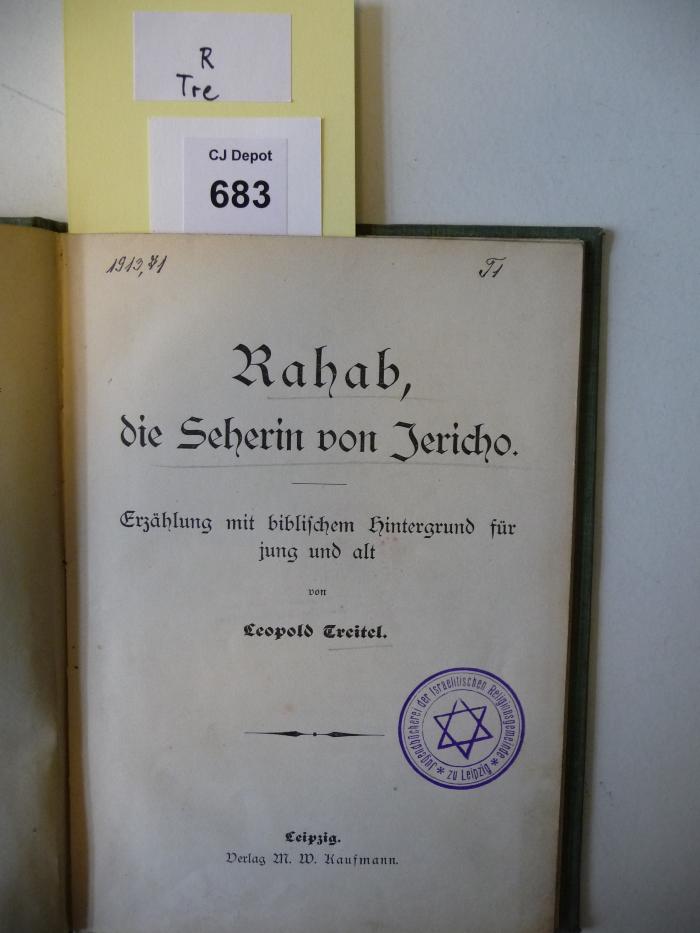 R
Tre
CJ Depot
683
1913,71
T1
Rahab,
die Seherin von Jericho.
Erzählung mit biblischem Hintergrund für
jung und alt
von
Leopold Treitel.
Jugendbücherei der Israelitischen Religionsgemeinde
* zu Leipzig *
Leipzig.
Verlag M. W. Kaufmann.